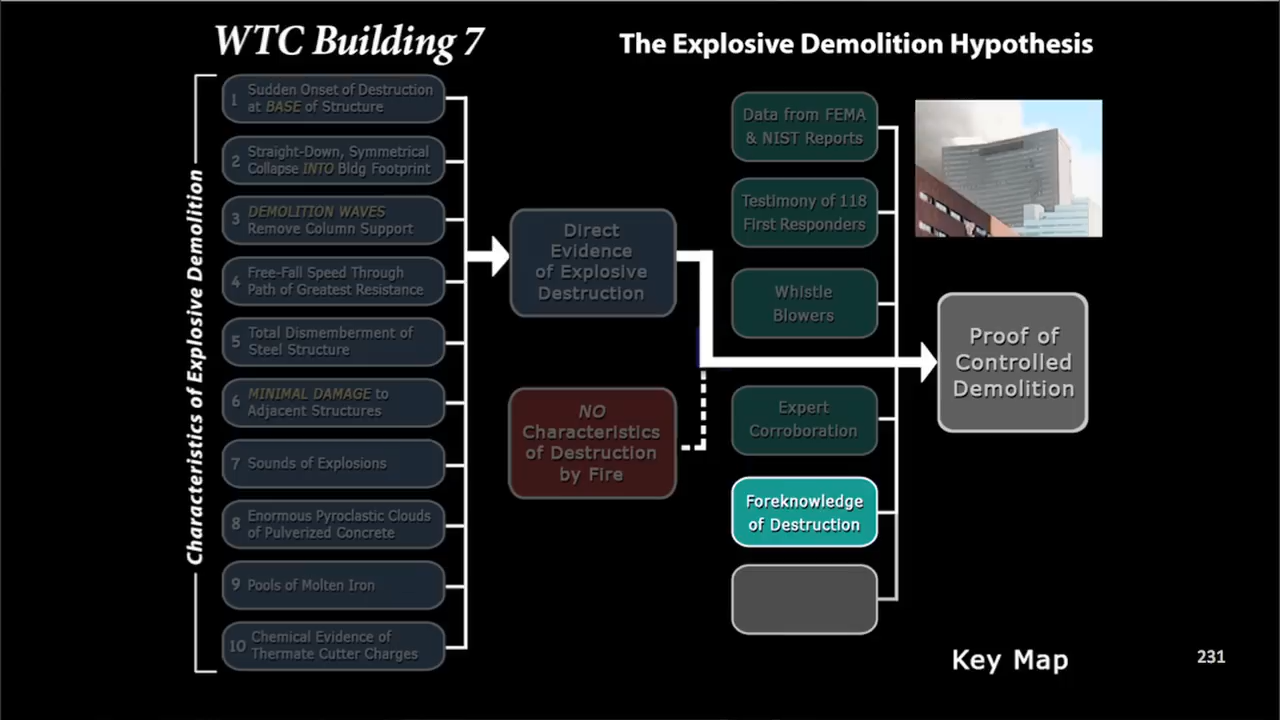 WTC Building 7
The Explosive Demolition Hypothesis
Characteristics of Explosive Demolition
1 Sudden Onset of Destruction
at BASE of Structure
2 Straight-Down, Symmetrical
Collapse INTO Bldg Footprint
3 DEMOLITION WAVES
Remove Column Support
4 Free-Fall Speed Through
Path of Greatest Resistance
5 Total Dismemberment of
Steel Structure
6 MINIMAL DAMAGE to
Adjacent Structures
7 Sounds of Explosions
8 Enormous Pyroclastic Clouds
of Pulverized Concrete
9 Pools of Molten Iron
10 Chemical Evidence of
Thermate Cutter Charges
Direct
Evidence
of Explosive
Destruction
NO
Characteristics
of Destruction
by Fire
Data from FEMA
& NIST Reports
Testimony of 118
First Responders
Whistle
Blowers
Expert
Corroboration
Foreknowledge
of Destruction
Proof of
Controlled
Demolition
Key Map
231